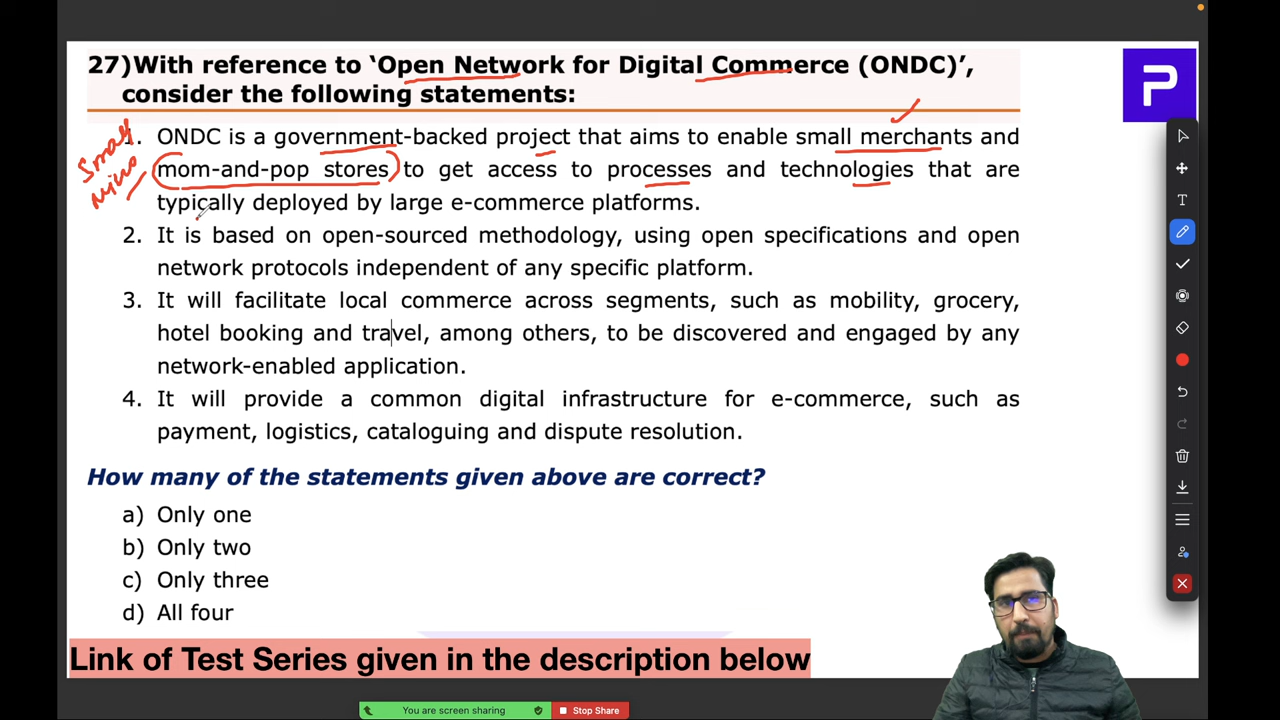 27)With reference to ‘Open Network for Digital Commerce (ONDC)’,
consider the following statements:
1. ONDC is a government-backed project that aims to enable small merchants and
mom-and-pop stores to get access to processes and technologies that are
typically deployed by large e-commerce platforms.
Small
Micro
2. It is based on open-sourced methodology, using open specifications and open
network protocols independent of any specific platform.
3. It will facilitate local commerce across segments, such as mobility, grocery,
hotel booking and travel, among others, to be discovered and engaged by any
network-enabled application.
4. It will provide a common digital infrastructure for e-commerce, such as
payment, logistics, cataloguing and dispute resolution.
How many of the statements given above are correct?
a) Only one
b) Only two
c) Only three
d) All four
Link of Test Series given in the description below
You are screen sharing
Stop Share
P
T